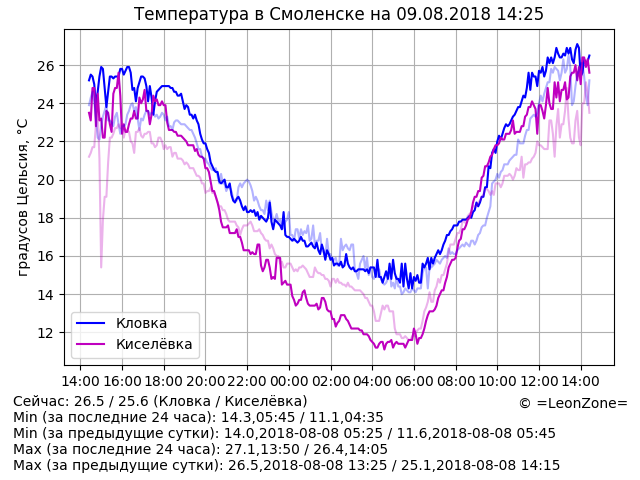 Температура в Смоленске на 09.08.2018 14:25
градусов Цельсия, °C
26
24
22
20
18
16
14
12
Кловка
Киселёвка
14:00 16:00 18:00 20:00 22:00 00:00 02:00 04:00 06:00 08:00 10:00 12:00 14:00
Сейчас: 26.5 / 25.6 (Кловка / Киселёвка)
© =LeonZone=
Min (за последние 24 часа): 14.3,05:45 / 11.1,04:35
Min (за предыдущие сутки): 14.0,2018-08-08 05:25 / 11.6,2018-08-08 05:45
Max (за последние 24 часа): 27.1,13:50 / 26.4,14:05
Max (за предыдущие сутки): 26.5,2018-08-08 13:25 / 25.1,2018-08-08 14:15